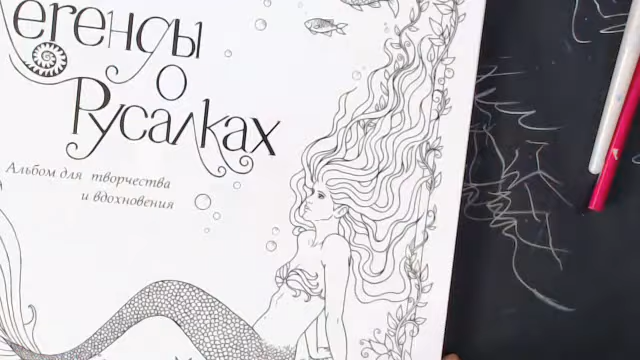 егенды
о
Русалках
Альбом для творчества
и вдохновения